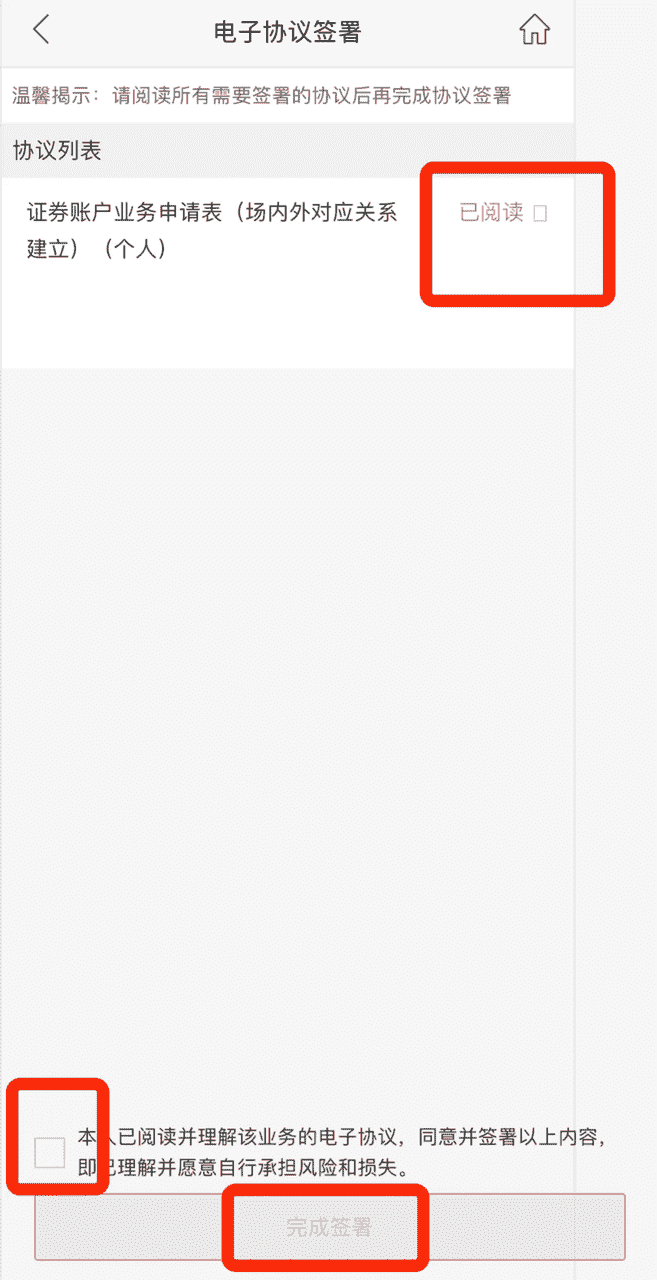 电子协议签署
温馨揭示：请阅读所有需要签署的协议后再完成协议签署
协议列表
证券账户业务申请表（场内外对应关系
建立）（个人）
已阅读
本人已阅读并理解该业务的电子协议，同意并签署以上内容，
即已理解并愿意自行承担风险和损失。
完成签署